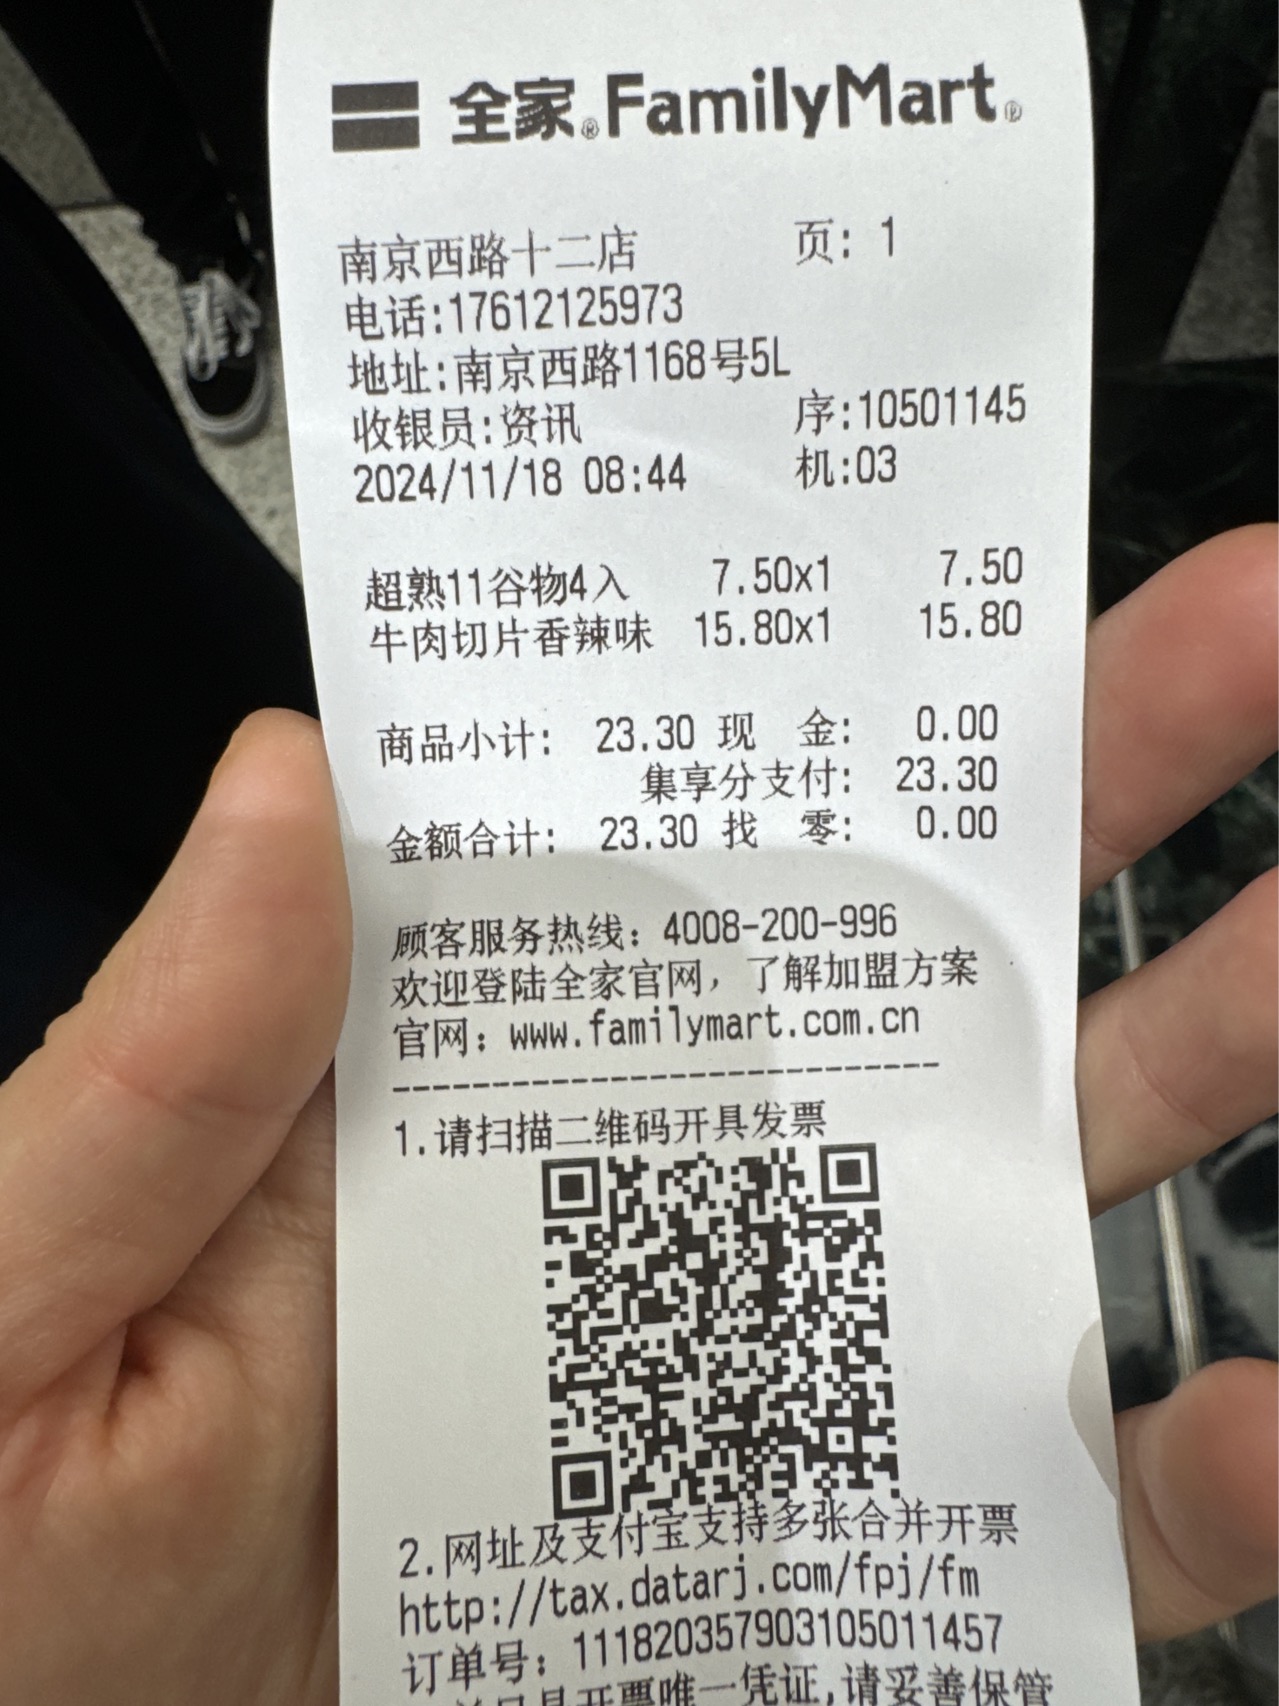 全家® FamilyMart®
南京西路十二店 页: 1
电话:17612125973
地址:南京西路1168号5L
收银员:资讯 序:10501145
2024/11/18 08:44 机:03
超熟11谷物4入 7.50x1 7.50
牛肉切片香辣味 15.80x1 15.80
商品小计: 23.30 现 金: 0.00
集享分支付: 23.30
金额合计: 23.30 找 零: 0.00
顾客服务热线: 4008-200-996
欢迎登陆全家官网, 了解加盟方案
官网: www.familymart.com.cn
----------------------------
1.请扫描二维码开具发票
2.网址及支付宝支持多张合并开票
http://tax.datarj.com/fpj/fm
订单号: 111820357903105011457
单号是开票唯一凭证,请妥善保管